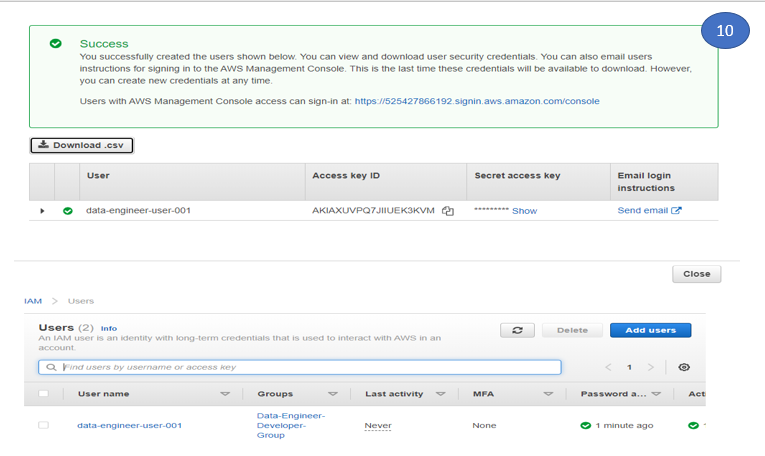 10
Success
You successfully created the users shown below. You can view and download user security credentials. You can also email users
instructions for signing in to the AWS Management Console. This is the last time these credentials will be available to download. However,
you can create new credentials at any time.
Users with AWS Management Console access can sign-in at: https://525427866192.signin.aws.amazon.com/console
Download .csv
User Access key ID Secret access key Email login
instructions
data-engineer-user-001 AKIAXUVPQ7JIIUEK3KVM ********* Show Send email
Close
IAM > Users
Users (2) Info
Delete Add users
An IAM user is an identity with long-term credentials that is used to interact with AWS in an
account.
Find users by username or access key
< 1 >
User name Groups Last activity MFA Password a... Act
Data-Engineer-
data-engineer-user-001 Developer- Never None 1 minute ago
Group